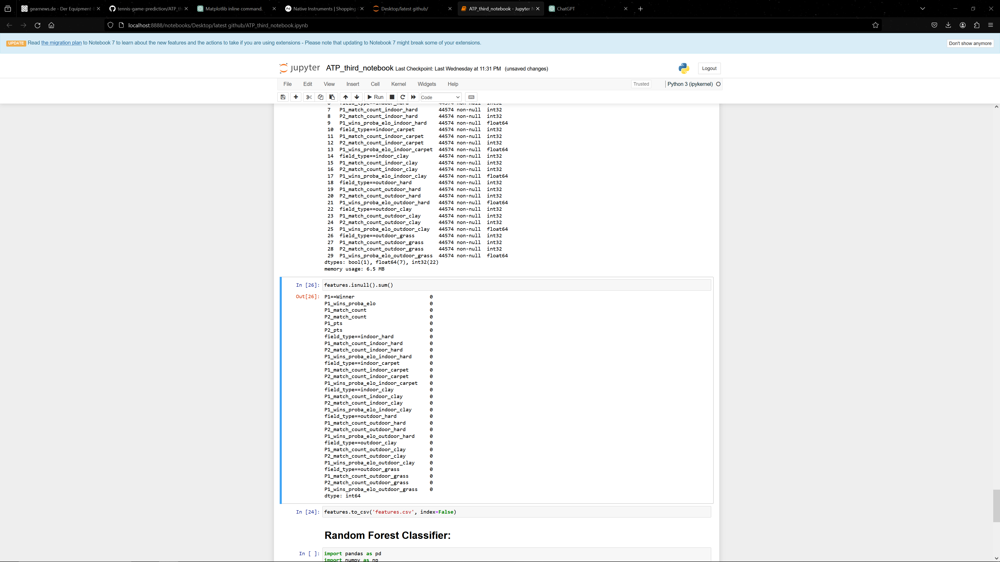 gearnews.de - Der Equipment-
tennis-game-prediction/ATP_th
Matplotlib inline command.
Native Instruments | Shopping
Desktop/latest github/
ATP_third_notebook - Jupyter N
ChatGPT
localhost:8888/notebooks/Desktop/latest github/ATP_third_notebook.ipynb
UPDATE Read the migration plan to Notebook 7 to learn about the new features and the actions to take if you are using extensions - Please note that updating to Notebook 7 might break some of your extensions.
Don't show anymore
jupyter ATP_third_notebook Last Checkpoint: Last Wednesday at 11:31 PM (unsaved changes)
Logout
File Edit View Insert Cell Kernel Widgets Help
Trusted
Python 3 (ipykernel)
Run
Code
6 field_type==indoor_hard 44574 non-null int32
7 P1_match_count_indoor_hard 44574 non-null int32
8 P2_match_count_indoor_hard 44574 non-null int32
9 P1_wins_proba_elo_indoor_hard 44574 non-null float64
10 field_type==indoor_carpet 44574 non-null int32
11 P1_match_count_indoor_carpet 44574 non-null int32
12 P2_match_count_indoor_carpet 44574 non-null int32
13 P1_wins_proba_elo_indoor_carpet 44574 non-null float64
14 field_type==indoor_clay 44574 non-null int32
15 P1_match_count_indoor_clay 44574 non-null int32
16 P2_match_count_indoor_clay 44574 non-null int32
17 P1_wins_proba_elo_indoor_clay 44574 non-null float64
18 field_type==outdoor_hard 44574 non-null int32
19 P1_match_count_outdoor_hard 44574 non-null int32
20 P2_match_count_outdoor_hard 44574 non-null int32
21 P1_wins_proba_elo_outdoor_hard 44574 non-null float64
22 field_type==outdoor_clay 44574 non-null int32
23 P1_match_count_outdoor_clay 44574 non-null int32
24 P2_match_count_outdoor_clay 44574 non-null int32
25 P1_wins_proba_elo_outdoor_clay 44574 non-null float64
26 field_type==outdoor_grass 44574 non-null int32
27 P1_match_count_outdoor_grass 44574 non-null int32
28 P2_match_count_outdoor_grass 44574 non-null int32
29 P1_wins_proba_elo_outdoor_grass 44574 non-null float64
dtypes: bool(1), float64(7), int32(22)
memory usage: 6.5 MB
In [26]: features.isnull().sum()
Out[26]: P1==Winner 0
P1_wins_proba_elo 0
P1_match_count 0
P2_match_count 0
P1_pts 0
P2_pts 0
field_type==indoor_hard 0
P1_match_count_indoor_hard 0
P2_match_count_indoor_hard 0
P1_wins_proba_elo_indoor_hard 0
field_type==indoor_carpet 0
P1_match_count_indoor_carpet 0
P2_match_count_indoor_carpet 0
P1_wins_proba_elo_indoor_carpet 0
field_type==indoor_clay 0
P1_match_count_indoor_clay 0
P2_match_count_indoor_clay 0
P1_wins_proba_elo_indoor_clay 0
field_type==outdoor_hard 0
P1_match_count_outdoor_hard 0
P2_match_count_outdoor_hard 0
P1_wins_proba_elo_outdoor_hard 0
field_type==outdoor_clay 0
P1_match_count_outdoor_clay 0
P2_match_count_outdoor_clay 0
P1_wins_proba_elo_outdoor_clay 0
field_type==outdoor_grass 0
P1_match_count_outdoor_grass 0
P2_match_count_outdoor_grass 0
P1_wins_proba_elo_outdoor_grass 0
dtype: int64
In [24]: features.to_csv('features.csv', index=False)
Random Forest Classifier:
In [ ]: import pandas as pd
import numpy as np